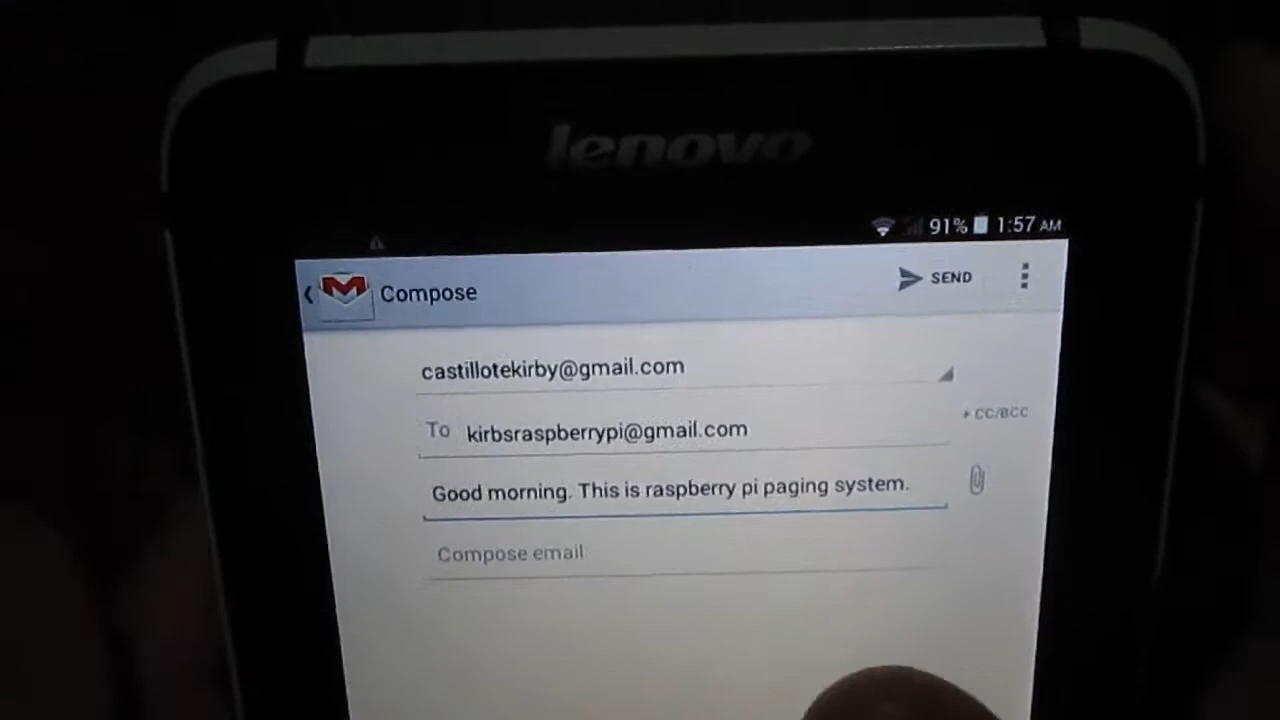 lenovo
91% 1:57 AM
Compose
SEND
castillotekirby@gmail.com
+ CC/BCC
To kirbsraspberrypi@gmail.com
Good morning. This is raspberry pi paging system.
Compose email